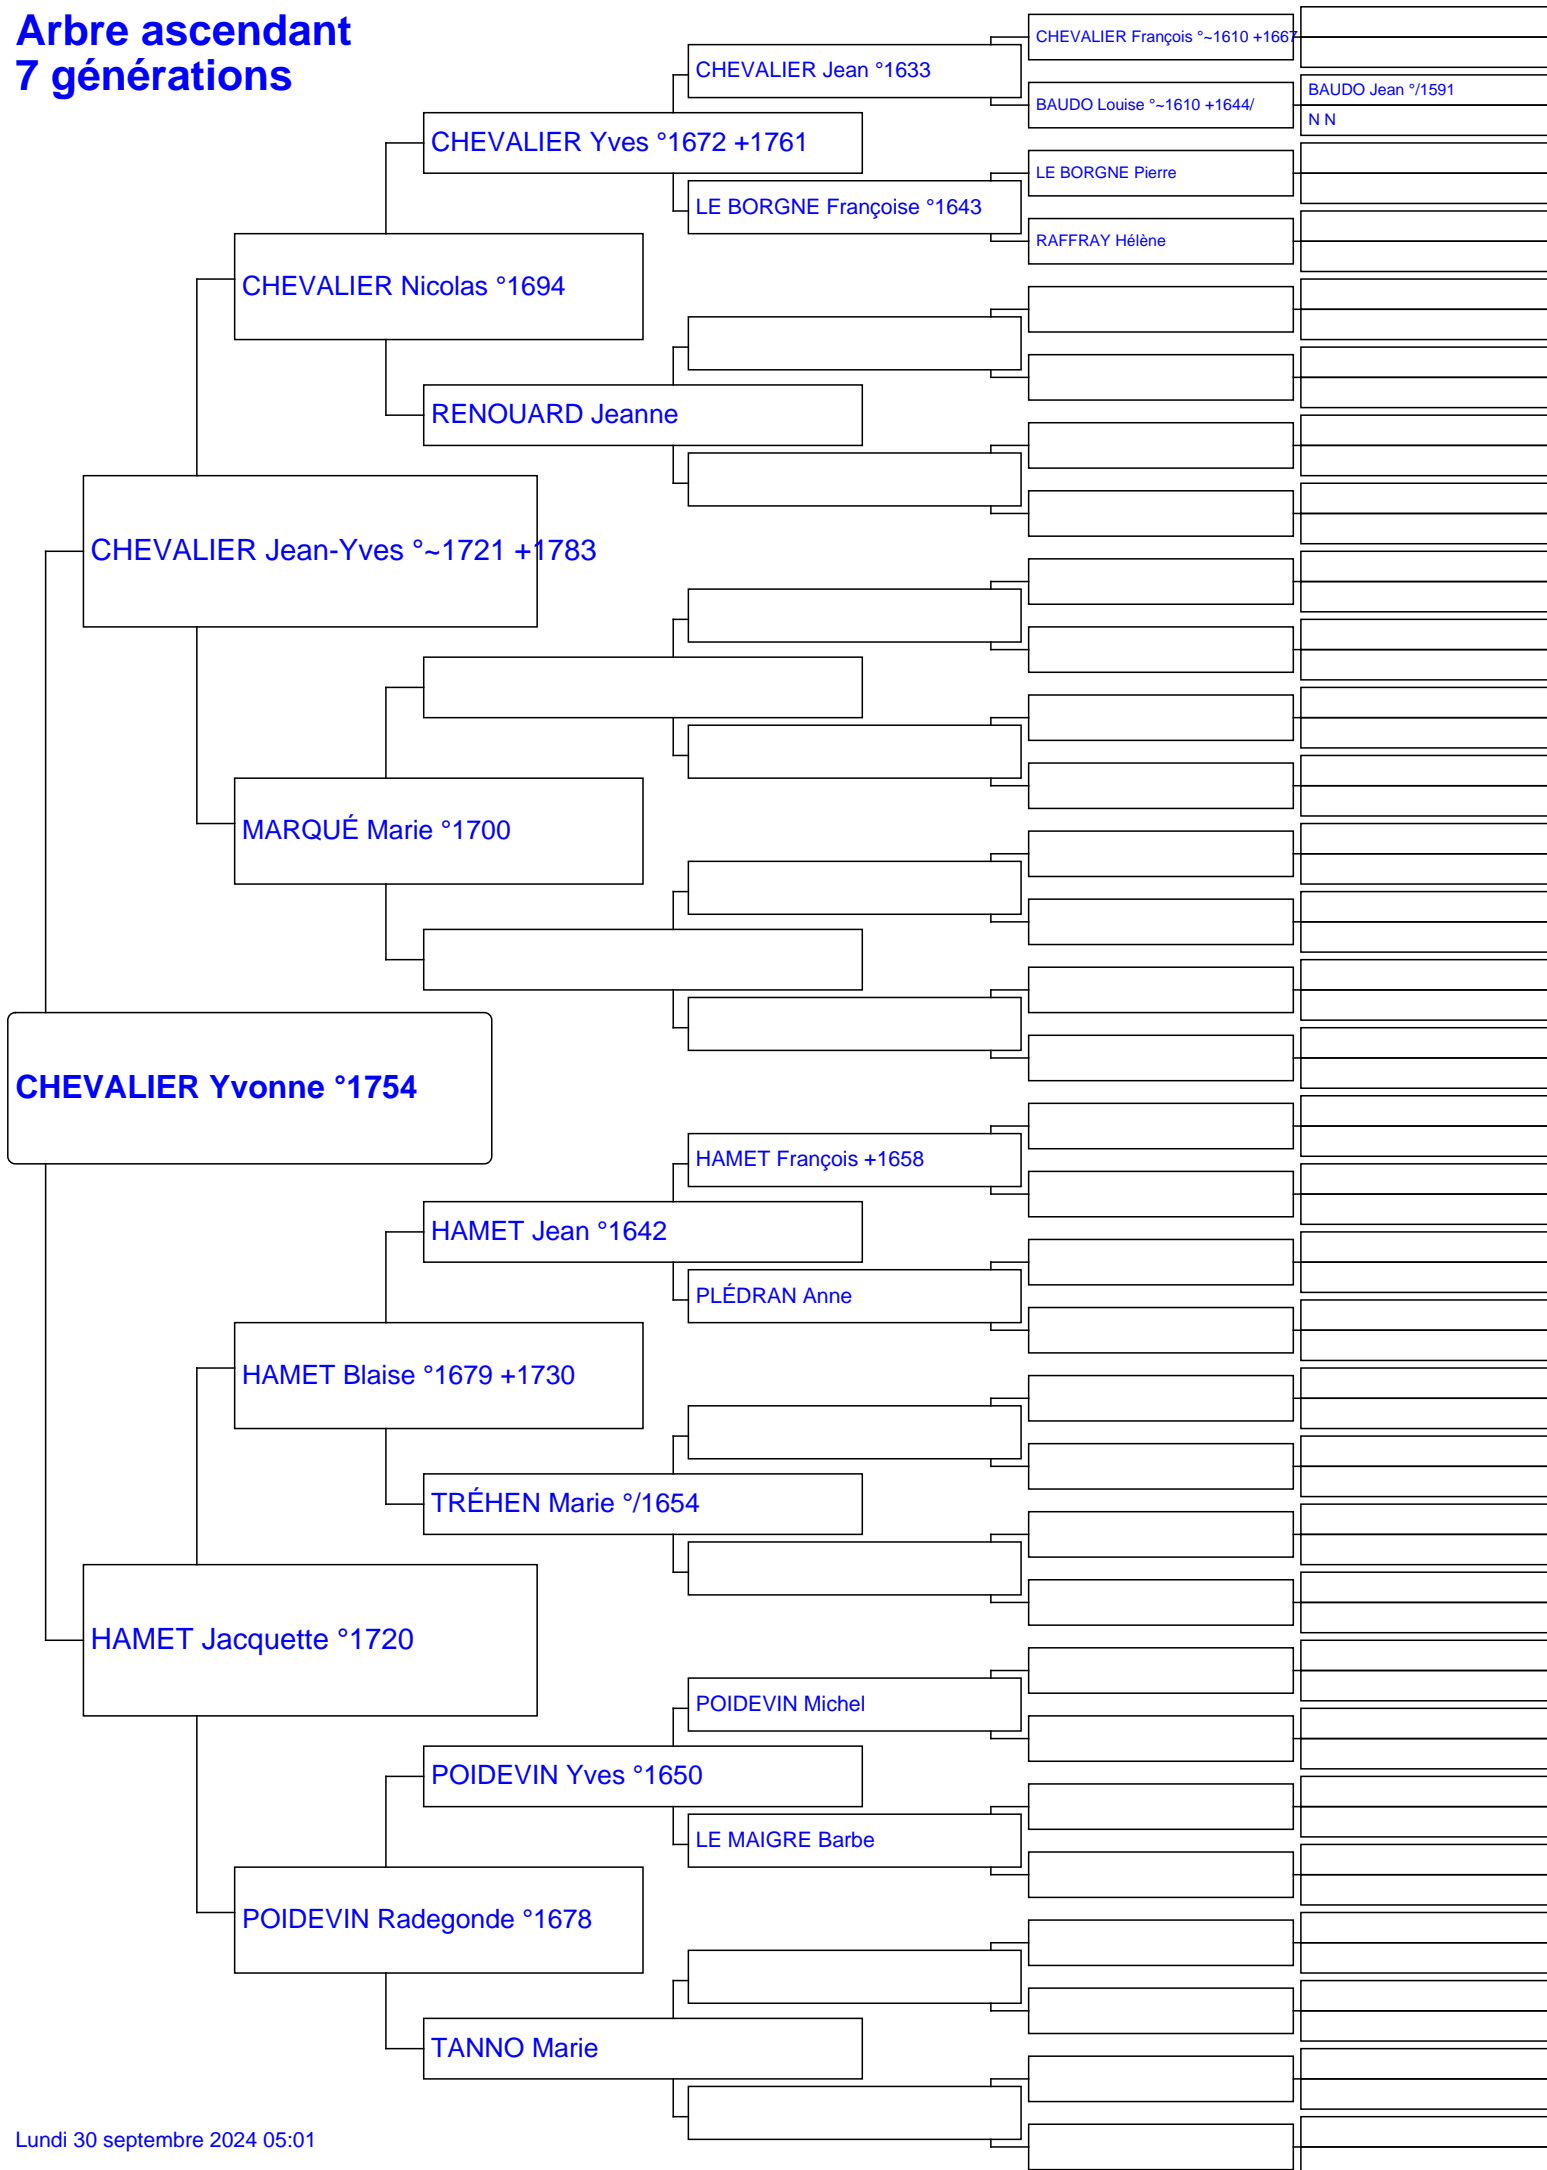 Arbre ascendant
7 générations
CHEVALIER François °~1610 +1667
CHEVALIER Jean °1633
BAUDO Jean °/1591
BAUDO Louise °~1610 +1644/
N N
CHEVALIER Yves °1672 +1761
LE BORGNE Pierre
LE BORGNE Françoise °1643
RAFFRAY Hélène
CHEVALIER Nicolas °1694
RENOUARD Jeanne
CHEVALIER Jean-Yves °~1721 +1783
MARQUÉ Marie °1700
CHEVALIER Yvonne °1754
HAMET François +1658
HAMET Jean °1642
PLÉDRAN Anne
HAMET Blaise °1679 +1730
TRÉHEN Marie °/1654
HAMET Jacquette °1720
POIDEVIN Michel
POIDEVIN Yves °1650
LE MAIGRE Barbe
POIDEVIN Radegonde °1678
TANNO Marie
Lundi 30 septembre 2024 05:01